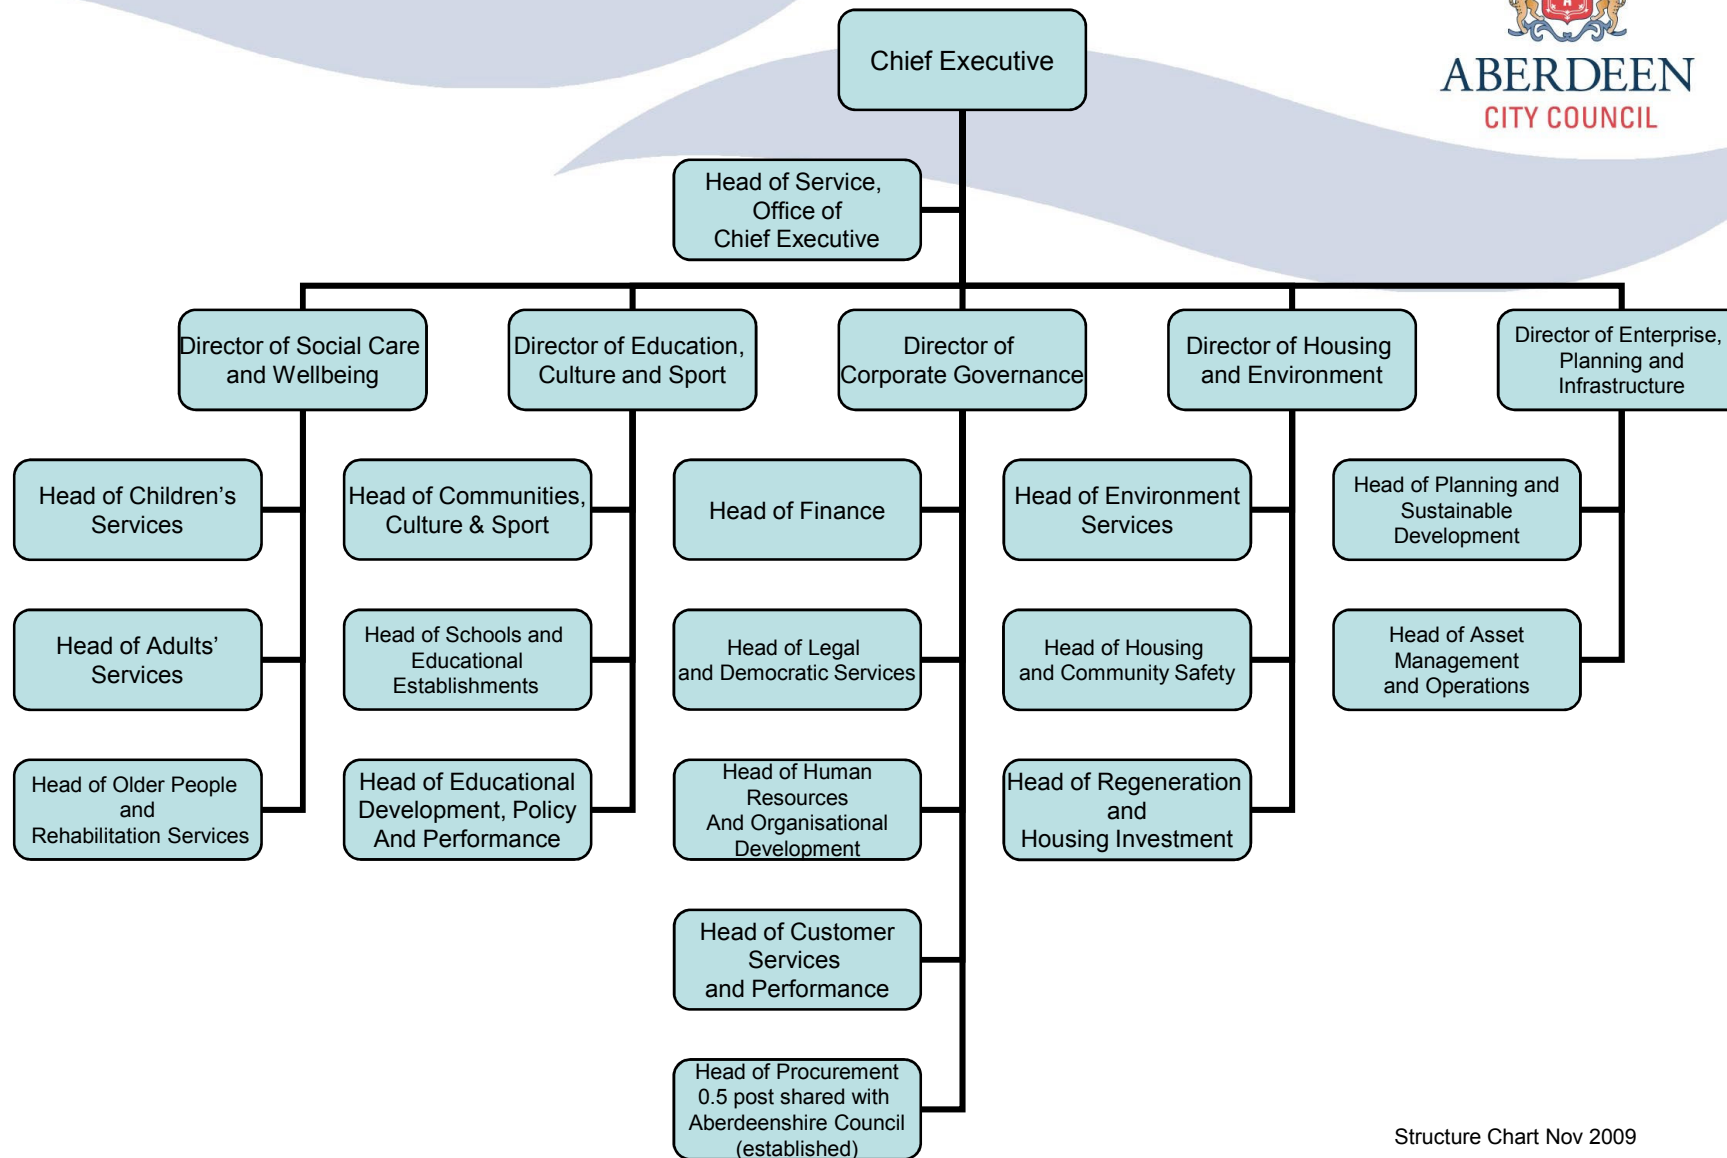 Chief Executive
ABERDEEN
CITY COUNCIL
Head of Service,
Office of
Chief Executive
Director of Social Care
and Wellbeing
Director of Education,
Culture and Sport
Director of
Corporate Governance
Director of Housing
and Environment
Director of Enterprise,
Planning and
Infrastructure
Head of Children’s
Services
Head of Communities,
Culture & Sport
Head of Finance
Head of Environment
Services
Head of Planning and
Sustainable
Development
Head of Adults’
Services
Head of Schools and
Educational
Establishments
Head of Legal
and Democratic Services
Head of Housing
and Community Safety
Head of Asset
Management
and Operations
Head of Older People
and
Rehabilitation Services
Head of Educational
Development, Policy
And Performance
Head of Human
Resources
And Organisational
Development
Head of Regeneration
and
Housing Investment
Head of Customer
Services
and Performance
Head of Procurement
0.5 post shared with
Aberdeenshire Council
(established)
Structure Chart Nov 2009